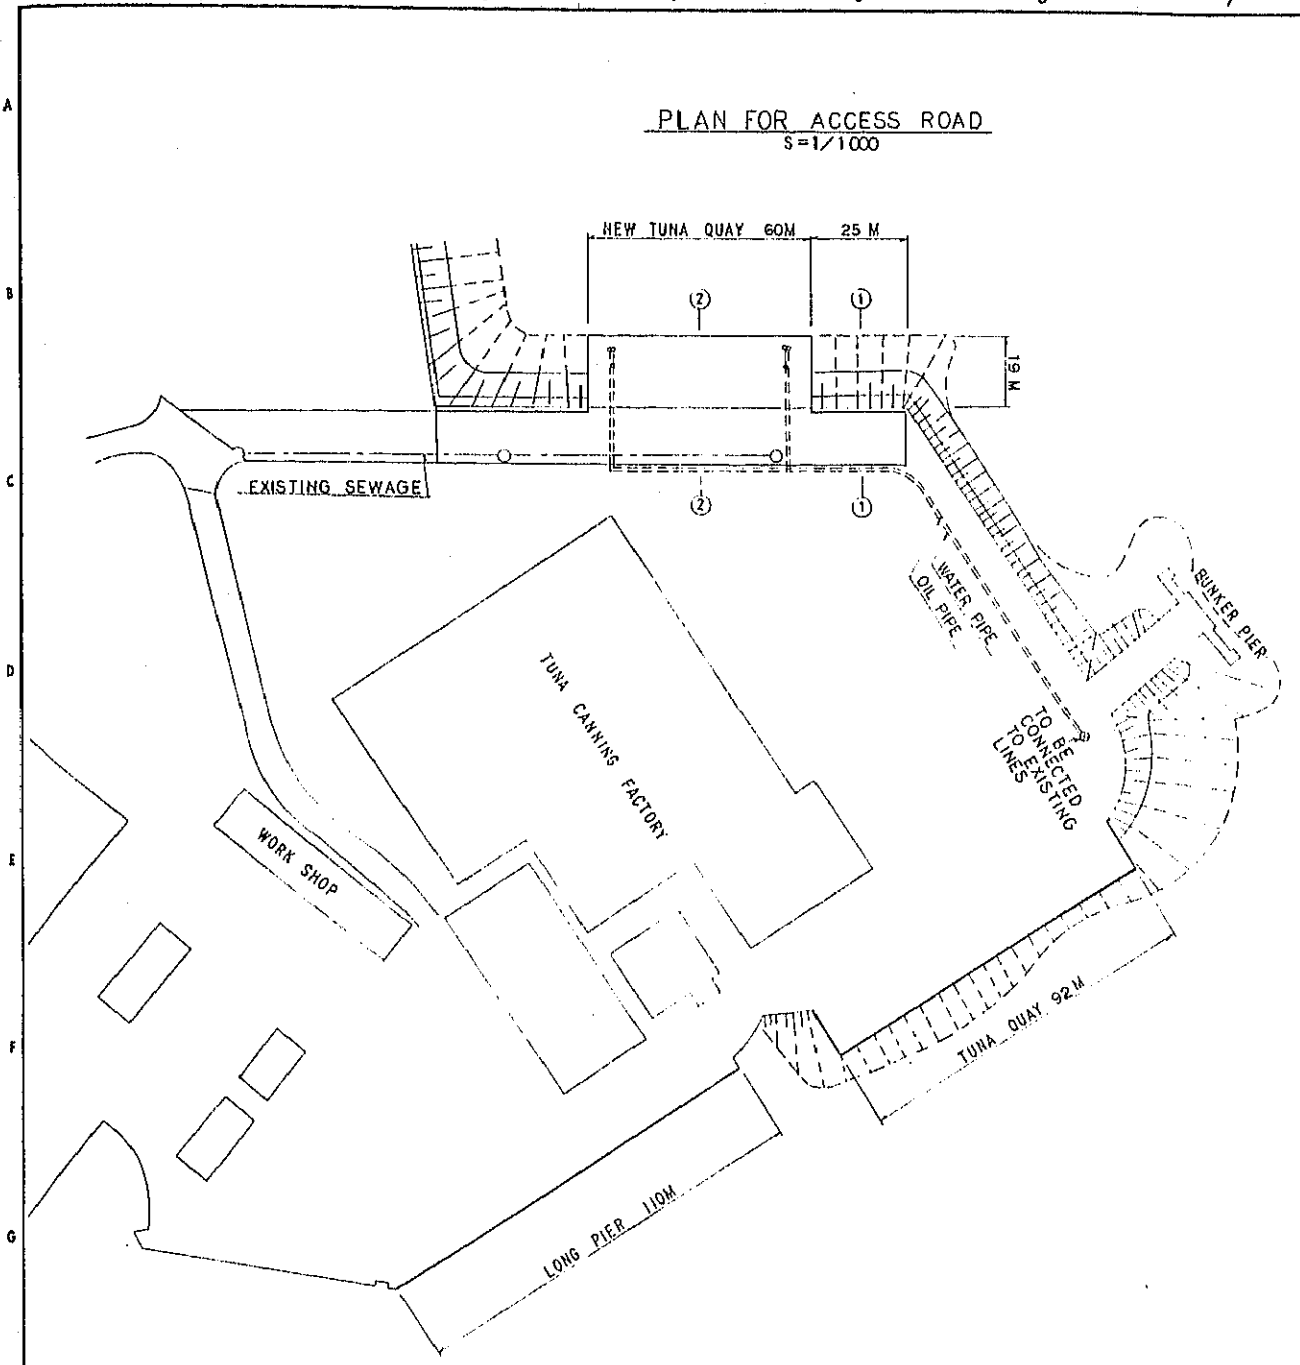 PLAN FOR ACCESS ROAD
S=1/1000
NEW TUNA QUAY 60M
25 M
A
B
C
D
E
F
G
2
1
19 M
EXISTING SEWAGE
2
1
WATER PIPE
OIL PIPE
BUNKER PIER
TO BE
CONNECTED
TO EXISTING
LINES
TUNA CANNING FACTORY
WORK SHOP
TUNA QUAY 92M
LONG PIER 110M